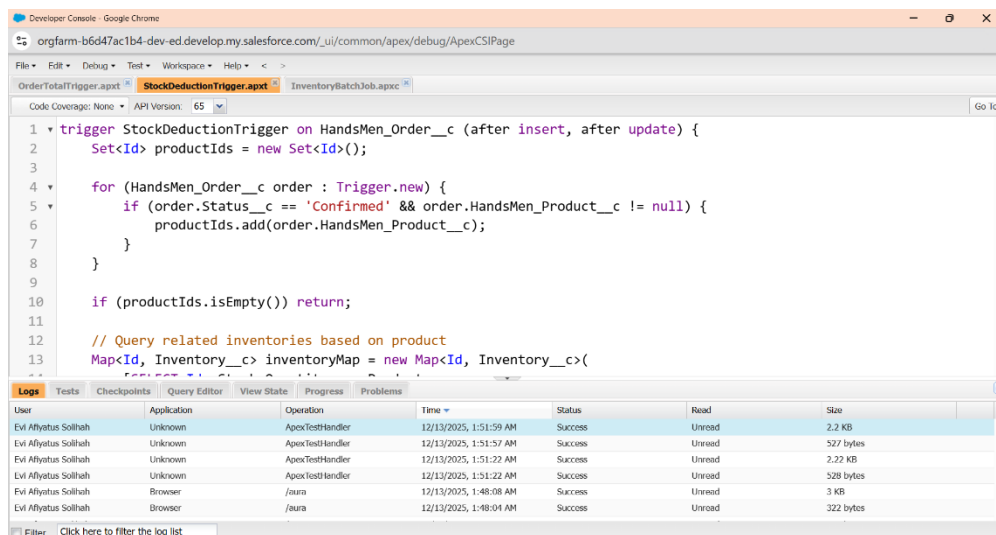 Developer Console - Google Chrome
orgfarm-b6d47ac1b4-dev-ed.develop.my.salesforce.com/_ui/common/apex/debug/ApexCSIPage
File Edit Debug Test Workspace Help < >
OrderTotalTrigger.apxt StockDeductionTrigger.apxt InventoryBatchJob.apxc
Code Coverage: None API Version: 65 Go To
1 trigger StockDeductionTrigger on HandsMen_Order__c (after insert, after update) {
2 Set<Id> productIds = new Set<Id>();
3
4 for (HandsMen_Order__c order : Trigger.new) {
5 if (order.Status__c == 'Confirmed' && order.HandsMen_Product__c != null) {
6 productIds.add(order.HandsMen_Product__c);
7 }
8 }
9
10 if (productIds.isEmpty()) return;
11
12 // Query related inventories based on product
13 Map<Id, Inventory__c> inventoryMap = new Map<Id, Inventory__c>(
Logs Tests Checkpoints Query Editor View State Progress Problems
User Application Operation Time Status Read Size
Evi Afiyatus Solihah Unknown ApexTestHandler 12/13/2025, 1:51:59 AM Success Unread 2.2 KB
Evi Afiyatus Solihah Unknown ApexTestHandler 12/13/2025, 1:51:57 AM Success Unread 527 bytes
Evi Afiyatus Solihah Unknown ApexTestHandler 12/13/2025, 1:51:22 AM Success Unread 2.22 KB
Evi Afiyatus Solihah Unknown ApexTestHandler 12/13/2025, 1:51:22 AM Success Unread 528 bytes
Evi Afiyatus Solihah Browser /aura 12/13/2025, 1:48:08 AM Success Unread 3 KB
Evi Afiyatus Solihah Browser /aura 12/13/2025, 1:48:04 AM Success Unread 322 bytes
Filter Click here to filter the log list